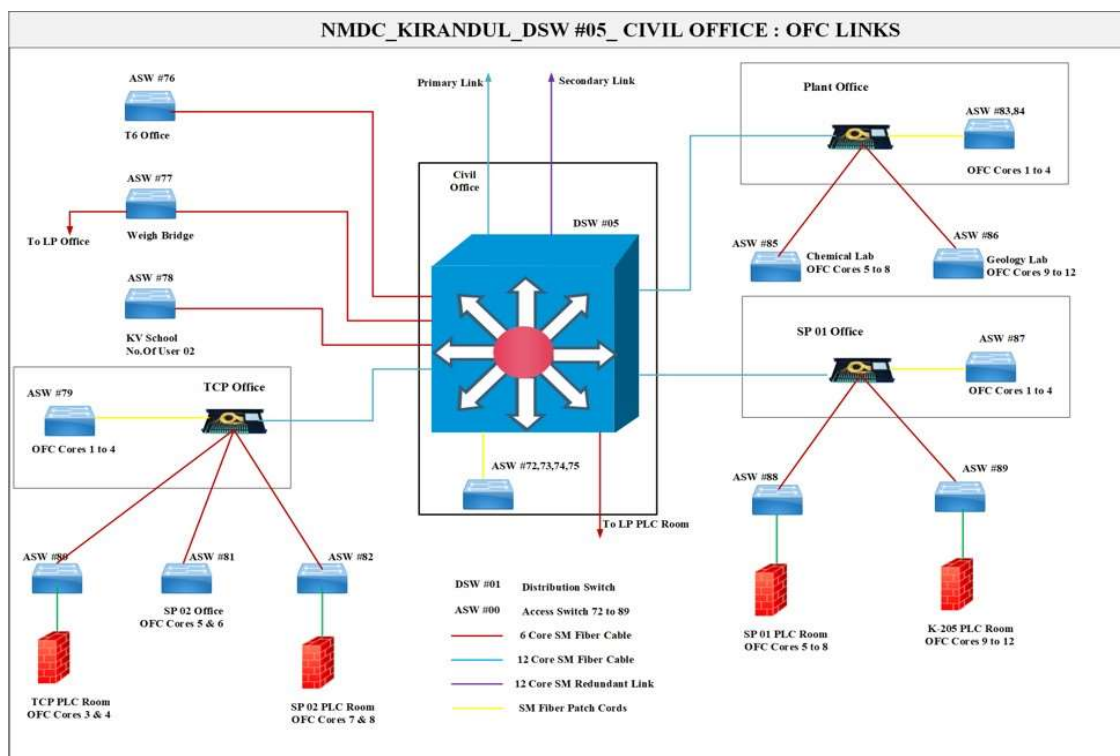 NMDC_KIRANDUL_DSW #05_ CIVIL OFFICE : OFC LINKS
ASW #76
T6 Office
ASW #77
To LP Office
Weigh Bridge
ASW #78
KV School
No.Of User 02
TCP Office
ASW #79
OFC Cores 1 to 4
ASW #80
ASW #81
ASW #82
SP 02 Office
OFC Cores 5 & 6
TCP PLC Room
OFC Cores 3 & 4
SP 02 PLC Room
OFC Cores 7 & 8
Primary Link
Secondary Link
Civil
Office
DSW #05
ASW #72,73,74,75
To LP PLC Room
DSW #01
Distribution Switch
ASW #00
Access Switch 72 to 89
6 Core SM Fiber Cable
12 Core SM Fiber Cable
12 Core SM Redundant Link
SM Fiber Patch Cords
Plant Office
ASW #83,84
OFC Cores 1 to 4
ASW #85
Chemical Lab
OFC Cores 5 to 8
ASW #86
Geology Lab
OFC Cores 9 to 12
SP 01 Office
ASW #87
OFC Cores 1 to 4
ASW #88
ASW #89
SP 01 PLC Room
OFC Cores 5 to 8
K-205 PLC Room
OFC Cores 9 to 12